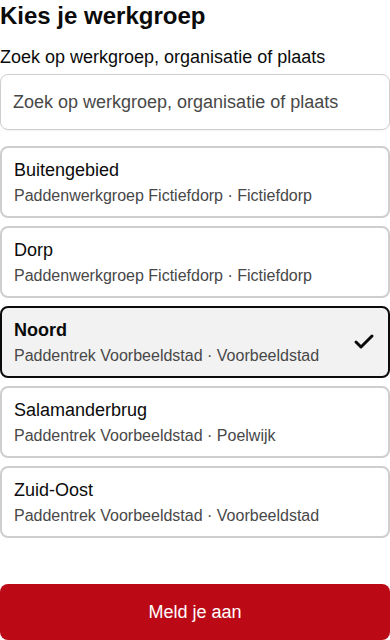 Kies je werkgroep
Zoek op werkgroep, organisatie of plaats
Zoek op werkgroep, organisatie of plaats
Buitengebied
Paddenwerkgroep Fictiefdorp · Fictiefdorp
Dorp
Paddenwerkgroep Fictiefdorp · Fictiefdorp
Noord
Paddentrek Voorbeeldstad · Voorbeeldstad
Salamanderbrug
Paddentrek Voorbeeldstad · Poelwijk
Zuid-Oost
Paddentrek Voorbeeldstad · Voorbeeldstad
Meld je aan